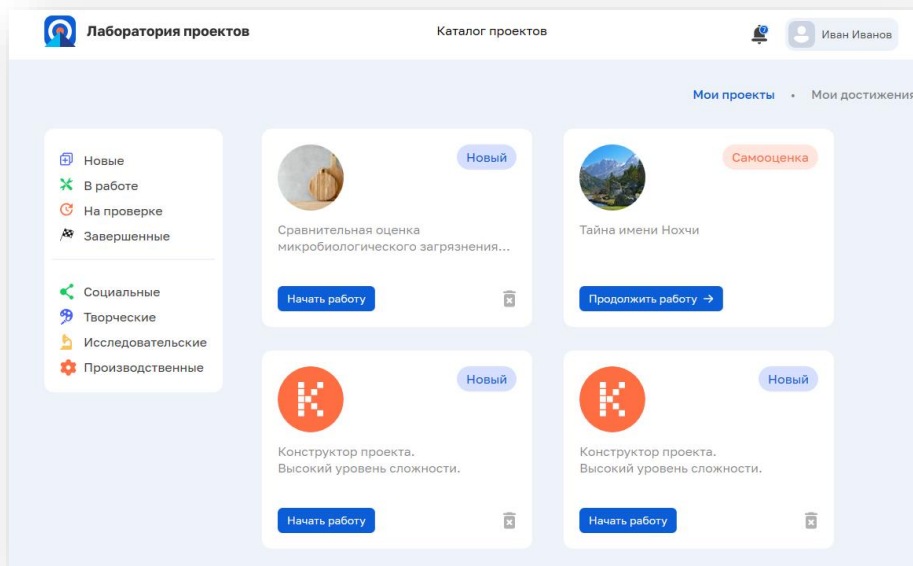 Лаборатория проектов
Каталог проектов
Иван Иванов
Мои проекты • Мои достижения
Новые
В работе
На проверке
Завершенные
Социальные
Творческие
Исследовательские
Производственные
Новый
Сравнительная оценка
микробиологического загрязнения...
Начать работу
Самооценка
Тайна имени Нохчи
Продолжить работу →
Новый
Конструктор проекта.
Высокий уровень сложности.
Начать работу
Новый
Конструктор проекта.
Высокий уровень сложности.
Начать работу